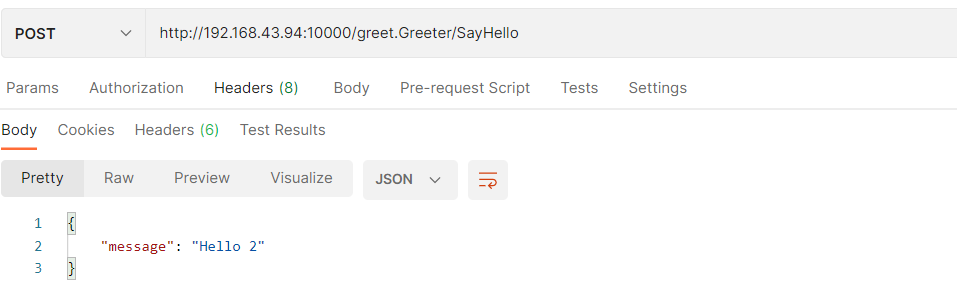 POST http://192.168.43.94:10000/greet.Greeter/SayHello
Params Authorization Headers (8) Body Pre-request Script Tests Settings
Body Cookies Headers (6) Test Results
Pretty Raw Preview Visualize JSON
1 {
2 "message": "Hello 2"
3 }